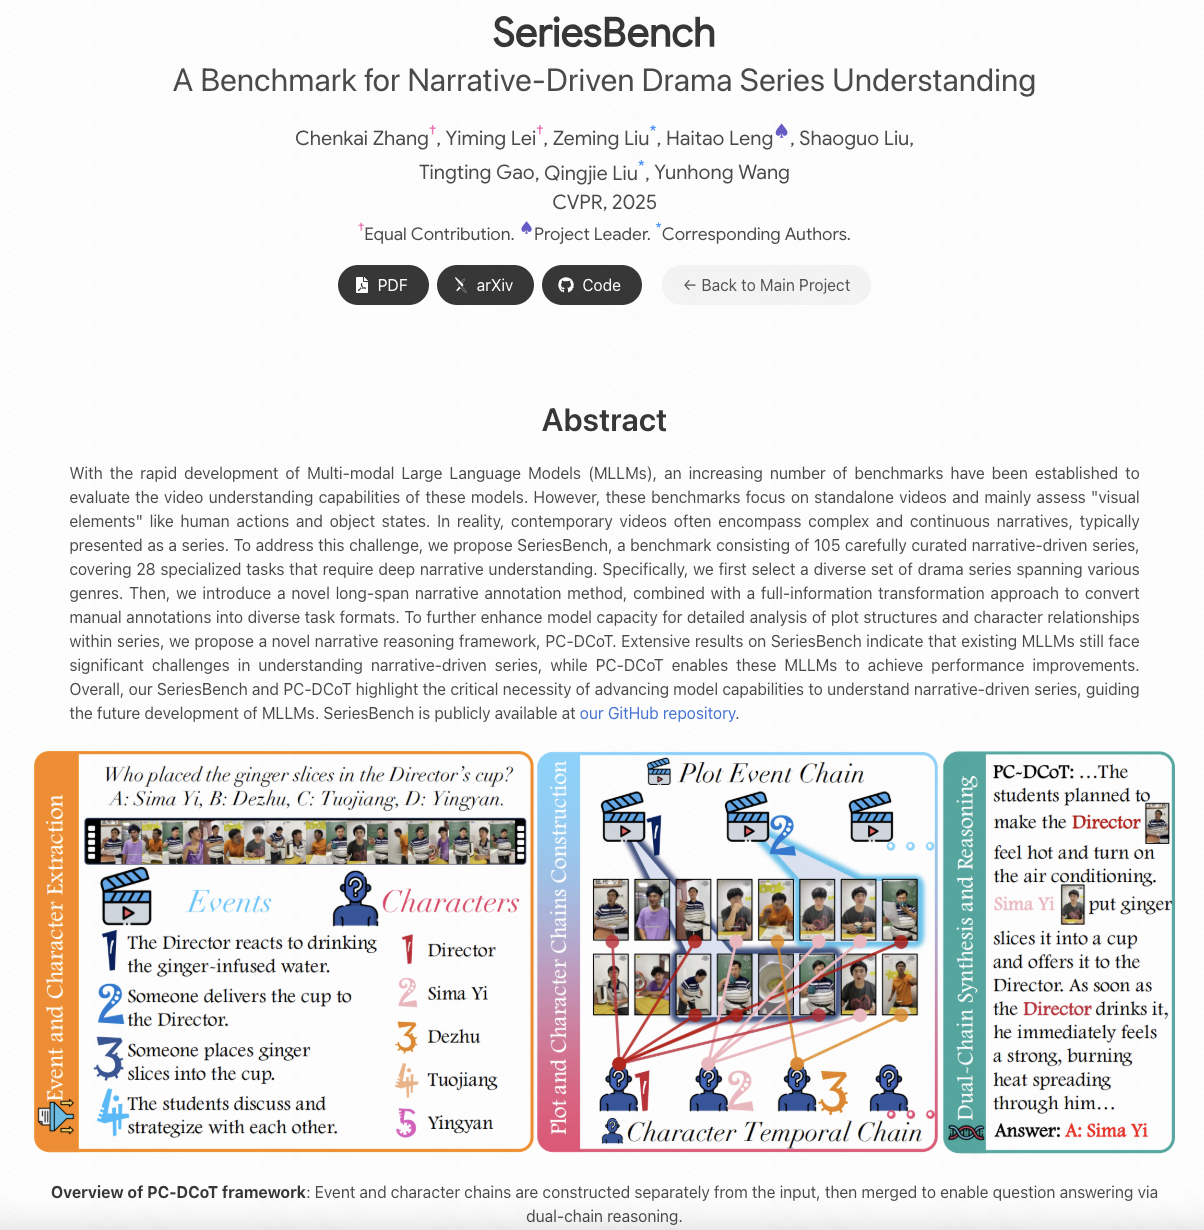 SeriesBench
A Benchmark for Narrative-Driven Drama Series Understanding
Chenkai Zhang†, Yiming Lei†, Zeming Liu*, Haitao Leng♠, Shaoguo Liu,
Tingting Gao, Qingjie Liu*, Yunhong Wang
CVPR, 2025
†Equal Contribution. ♠Project Leader. *Corresponding Authors.
PDF
arXiv
Code
← Back to Main Project
Abstract
With the rapid development of Multi-modal Large Language Models (MLLMs), an increasing number of benchmarks have been established to
evaluate the video understanding capabilities of these models. However, these benchmarks focus on standalone videos and mainly assess "visual
elements" like human actions and object states. In reality, contemporary videos often encompass complex and continuous narratives, typically
presented as a series. To address this challenge, we propose SeriesBench, a benchmark consisting of 105 carefully curated narrative-driven series,
covering 28 specialized tasks that require deep narrative understanding. Specifically, we first select a diverse set of drama series spanning various
genres. Then, we introduce a novel long-span narrative annotation method, combined with a full-information transformation approach to convert
manual annotations into diverse task formats. To further enhance model capacity for detailed analysis of plot structures and character relationships
within series, we propose a novel narrative reasoning framework, PC-DCoT. Extensive results on SeriesBench indicate that existing MLLMs still face
significant challenges in understanding narrative-driven series, while PC-DCoT enables these MLLMs to achieve performance improvements.
Overall, our SeriesBench and PC-DCoT highlight the critical necessity of advancing model capabilities to understand narrative-driven series, guiding
the future development of MLLMs. SeriesBench is publicly available at our GitHub repository.
Event and Character Extraction
Who placed the ginger slices in the Director's cup?
A: Sima Yi, B: Dezhu, C: Tuojiang, D: Yingyan.
Events
1 The Director reacts to drinking
the ginger-infused water.
2 Someone delivers the cup to
the Director.
3 Someone places ginger
slices into the cup.
4 The students discuss and
strategize with each other.
Characters
1 Director
2 Sima Yi
3 Dezhu
4 Tuojiang
5 Yingyan
Plot and Character Chains Construction
Plot Event Chain
1
2
1
2
3
Character Temporal Chain
Dual-Chain Synthesis and Reasoning
PC-DCoT: ...The
students planned to
make the Director
feel hot and turn on
the air conditioning.
Sima Yi put ginger
slices it into a cup
and offers it to the
Director. As soon as
the Director drinks it,
he immediately feels
a strong, burning
heat spreading
through him...
Answer: A: Sima Yi
Overview of PC-DCoT framework: Event and character chains are constructed separately from the input, then merged to enable question answering via
dual-chain reasoning.